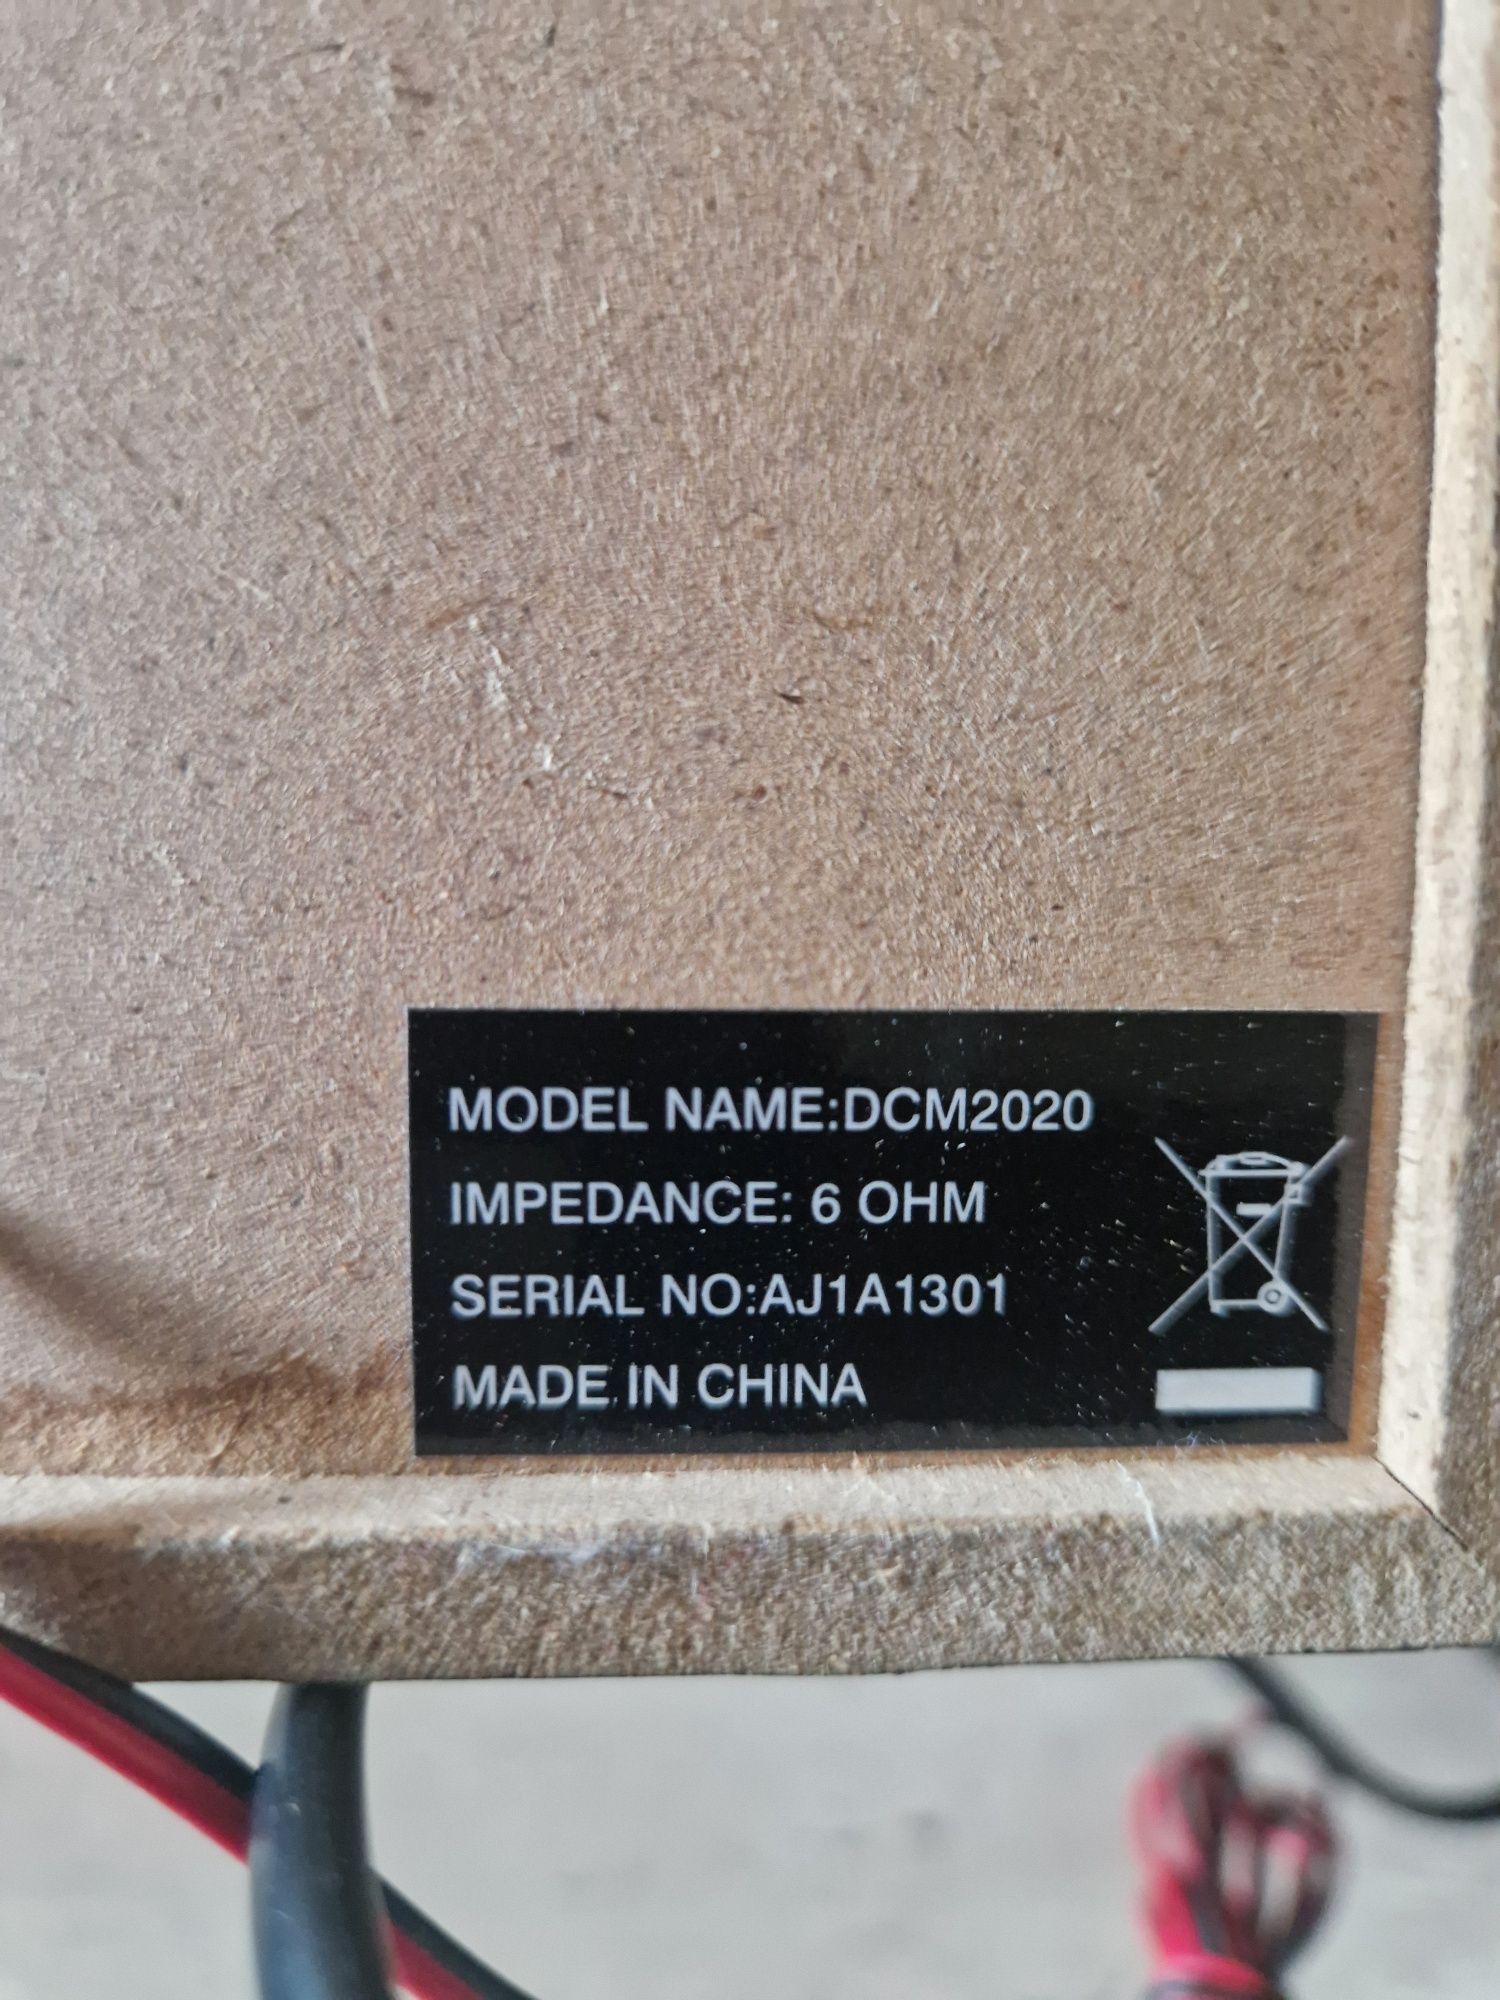 MODEL NAME:DCM2020
IMPEDANCE: 6 OHM
SERIAL NO:AJ1A1301
MADE IN CHINA